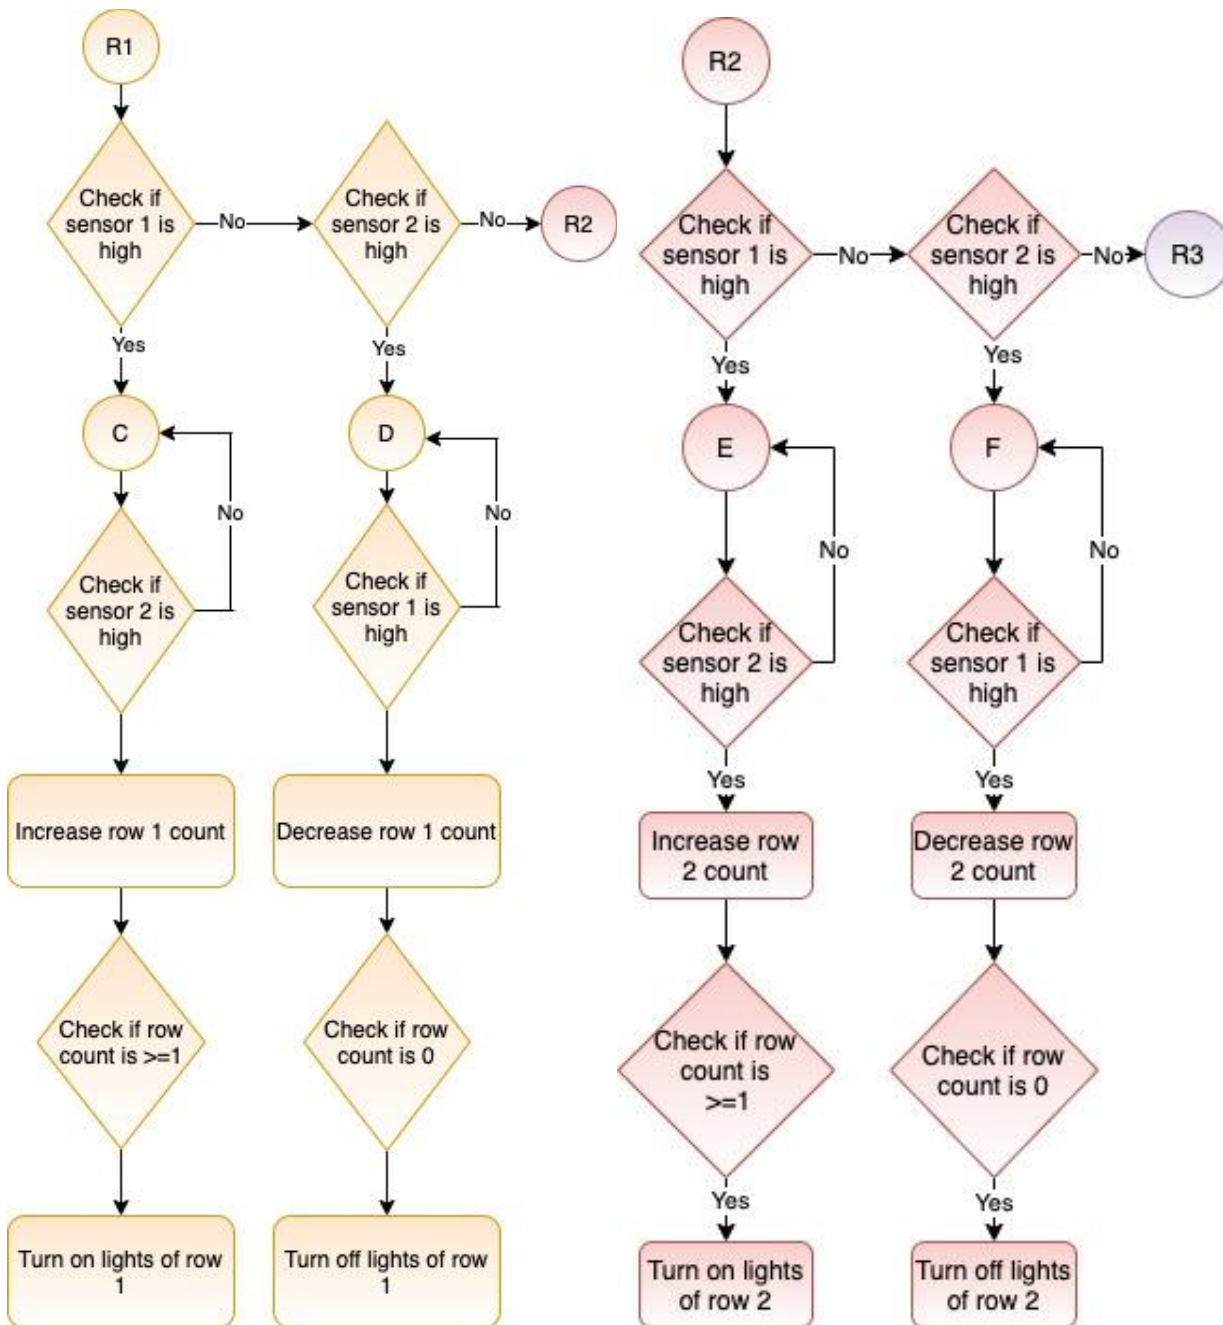 R1
Check if
sensor 1 is
high
No
Check if
sensor 2 is
high
No
R2
Yes
Yes
C
D
No
No
Check if
sensor 2 is
high
Check if
sensor 1 is
high
Increase row 1 count
Decrease row 1 count
Check if row
count is >=1
Check if row
count is 0
Turn on lights of row
1
Turn off lights of row
1
R2
Check if
sensor 1 is
high
No
Check if
sensor 2 is
high
No
R3
Yes
Yes
E
F
No
No
Check if
sensor 2 is
high
Check if
sensor 1 is
high
Yes
Yes
Increase row
2 count
Decrease row
2 count
Check if row
count is
>=1
Check if row
count is 0
Yes
Yes
Turn on lights
of row 2
Turn off lights
of row 2